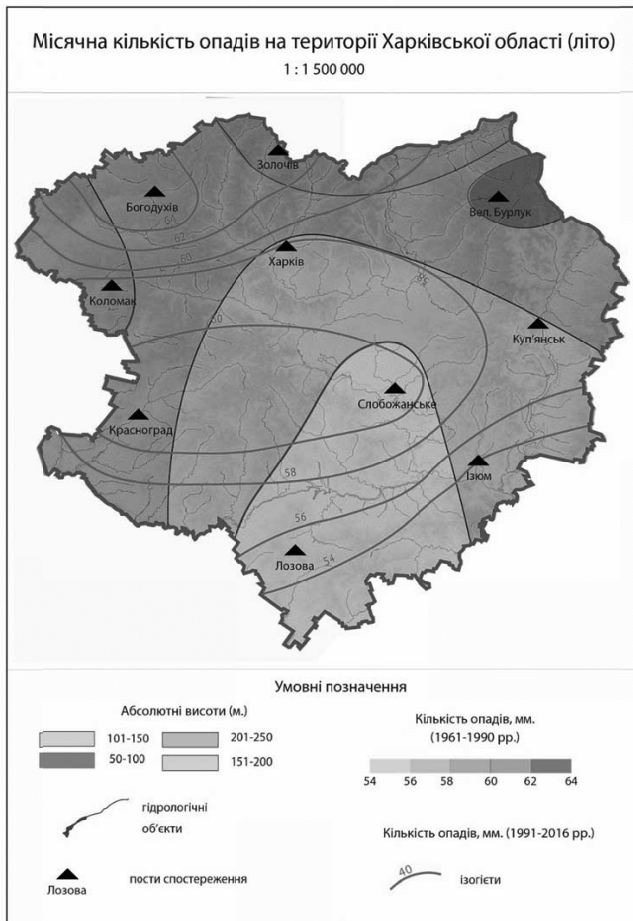 Місячна кількість опадів на території Харківської області (літо)
1 : 1 500 000
Золочів
Богодухів
Вел. Бурлук
64
62
60
Харків
58
Коломак
60
Куп'янськ
Слобожанське
Красноград
Ізюм
58
56
54
Лозова
Умовні позначення
Абсолютні висоти (м.)
101-150
201-250
50-100
151-200
гідрологічні
об'єкти
Лозова
пости спостереження
Кількість опадів, мм.
(1961-1990 рр.)
54 56 58 60 62 64
Кількість опадів, мм. (1991-2016 рр.)
40
ізогієти